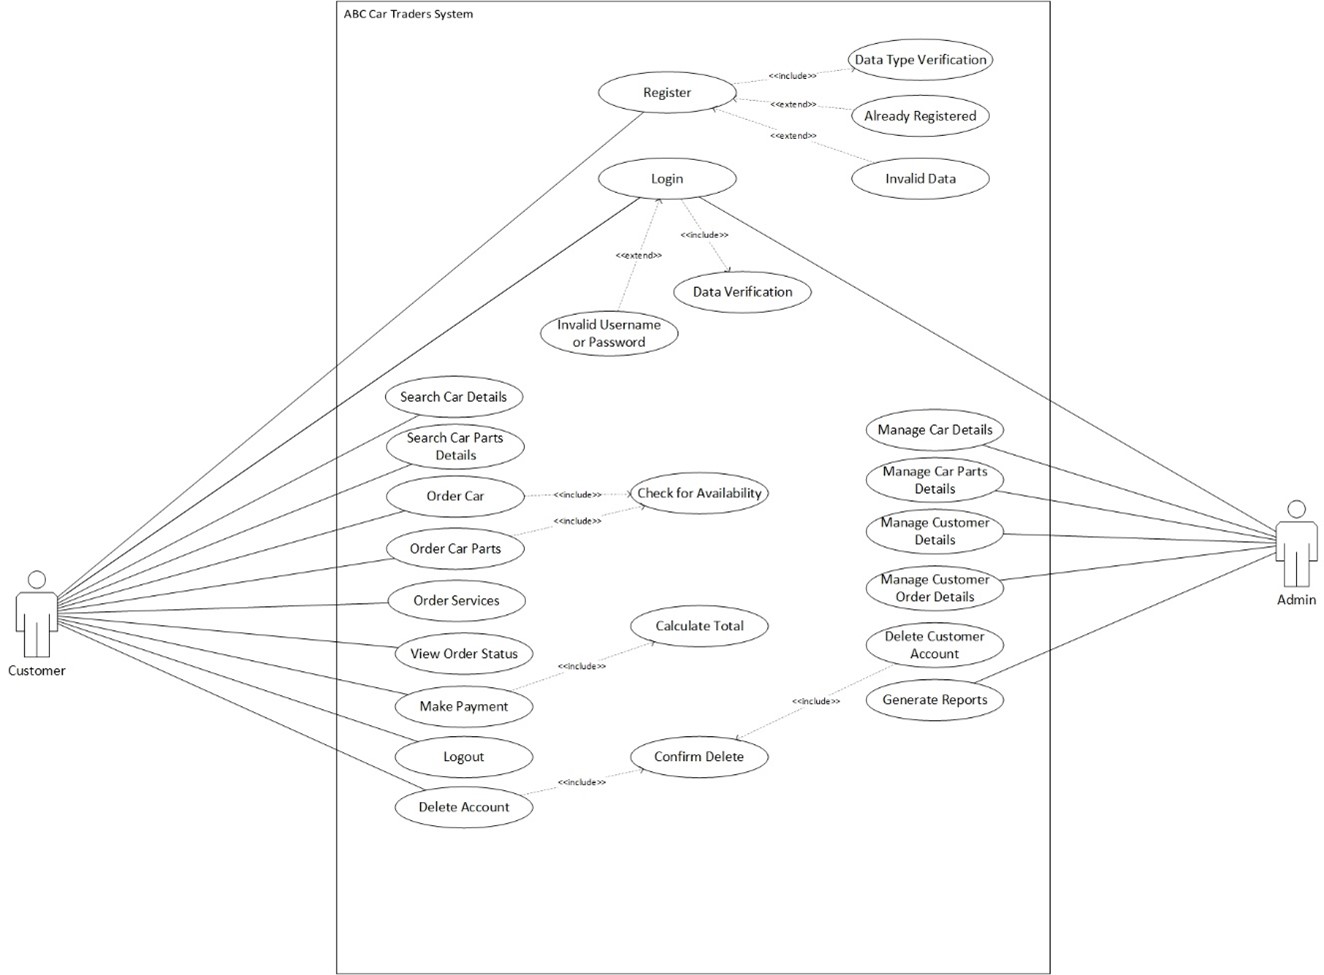 ABC Car Traders System
Data Type Verification
<<include>>
Register
<<extend>>
Already Registered
<<extend>>
Login
Invalid Data
<<include>>
<<extend>>
Data Verification
Invalid Username
or Password
Search Car Details
Search Car Parts
Details
Order Car
<<include>>
Check for Availability
<<include>>
Order Car Parts
Order Services
View Order Status
Calculate Total
<<include>>
Make Payment
Logout
Confirm Delete
<<include>>
Delete Account
<<include>>
Manage Car Details
Manage Car Parts
Details
Manage Customer
Details
Manage Customer
Order Details
Delete Customer
Account
Generate Reports
Customer
Admin